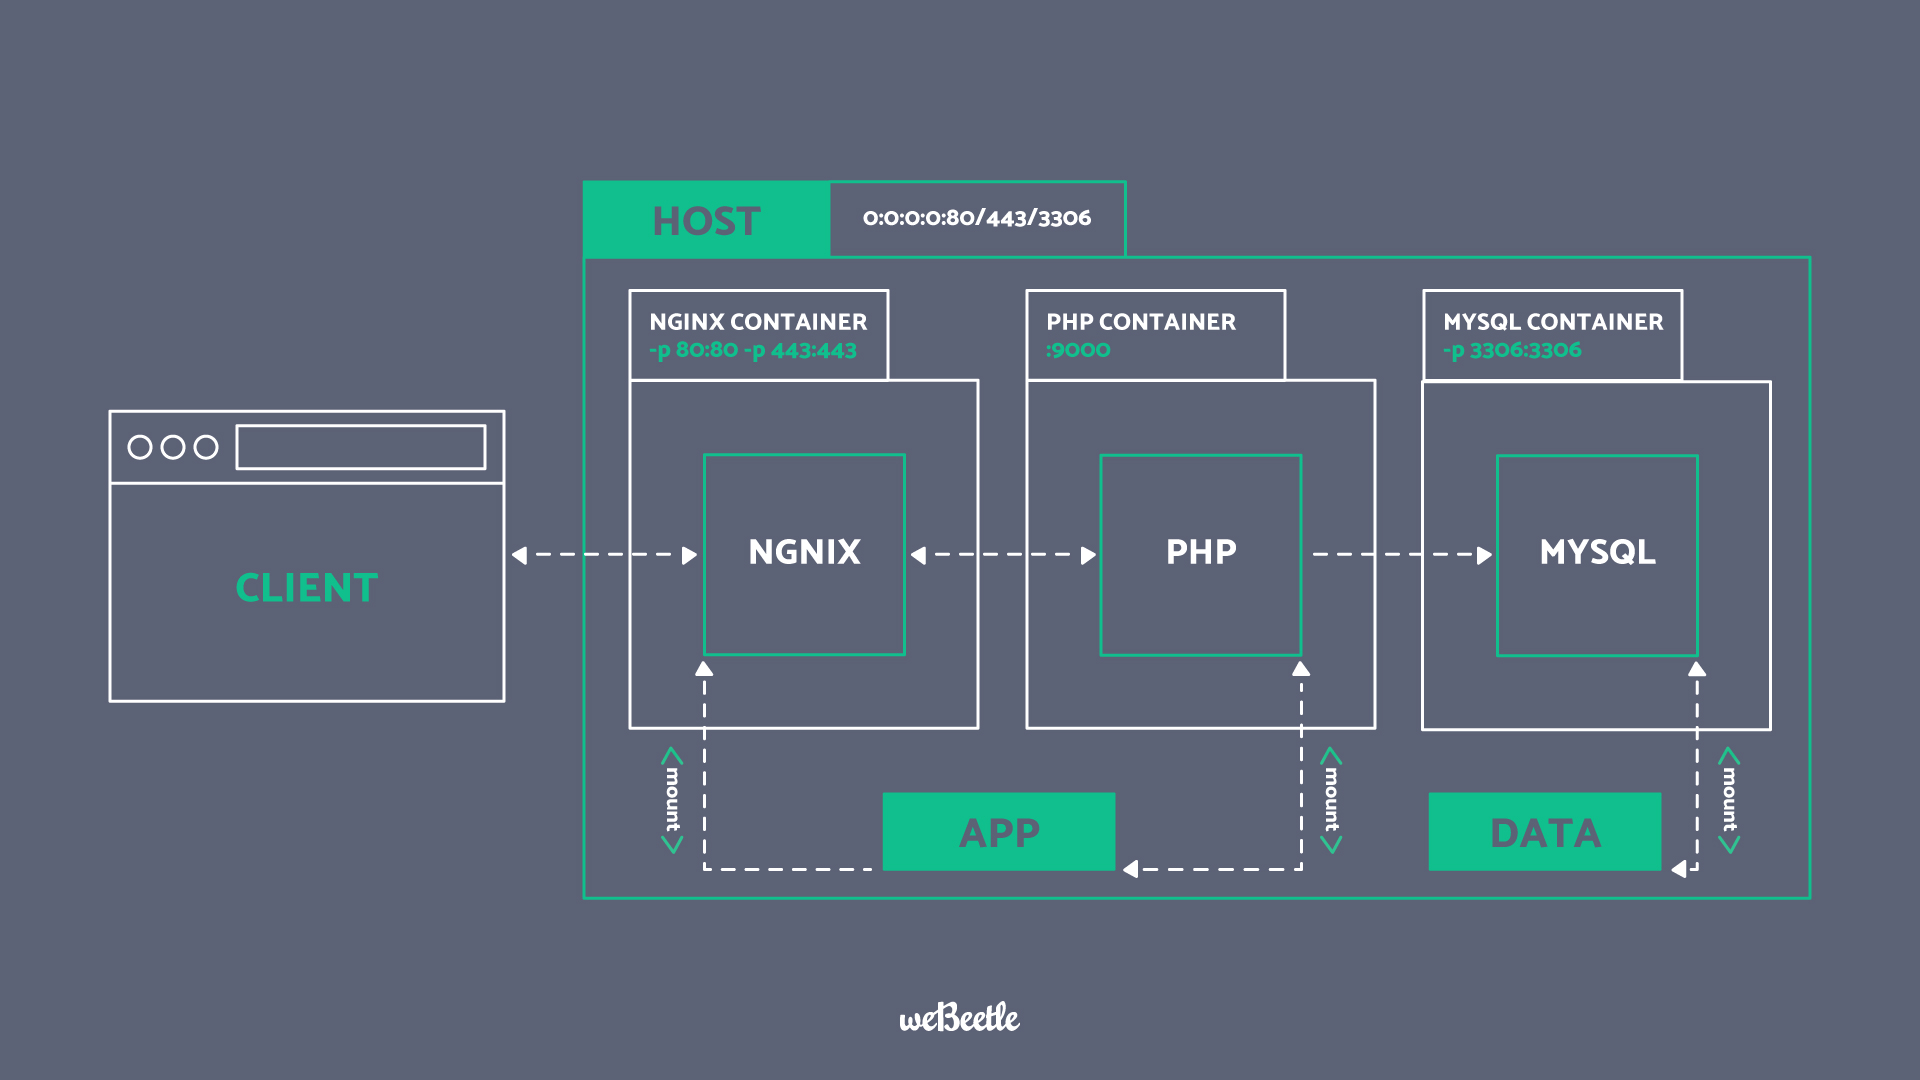 HOST
0:0:0:0:80/443/3306
NGINX CONTAINER
-p 80:80 -p 443:443
PHP CONTAINER
:9000
MYSQL CONTAINER
-p 3306:3306
CLIENT
NGNIX
PHP
MYSQL
<mount>
<mount>
<mount>
APP
DATA
weBeetle